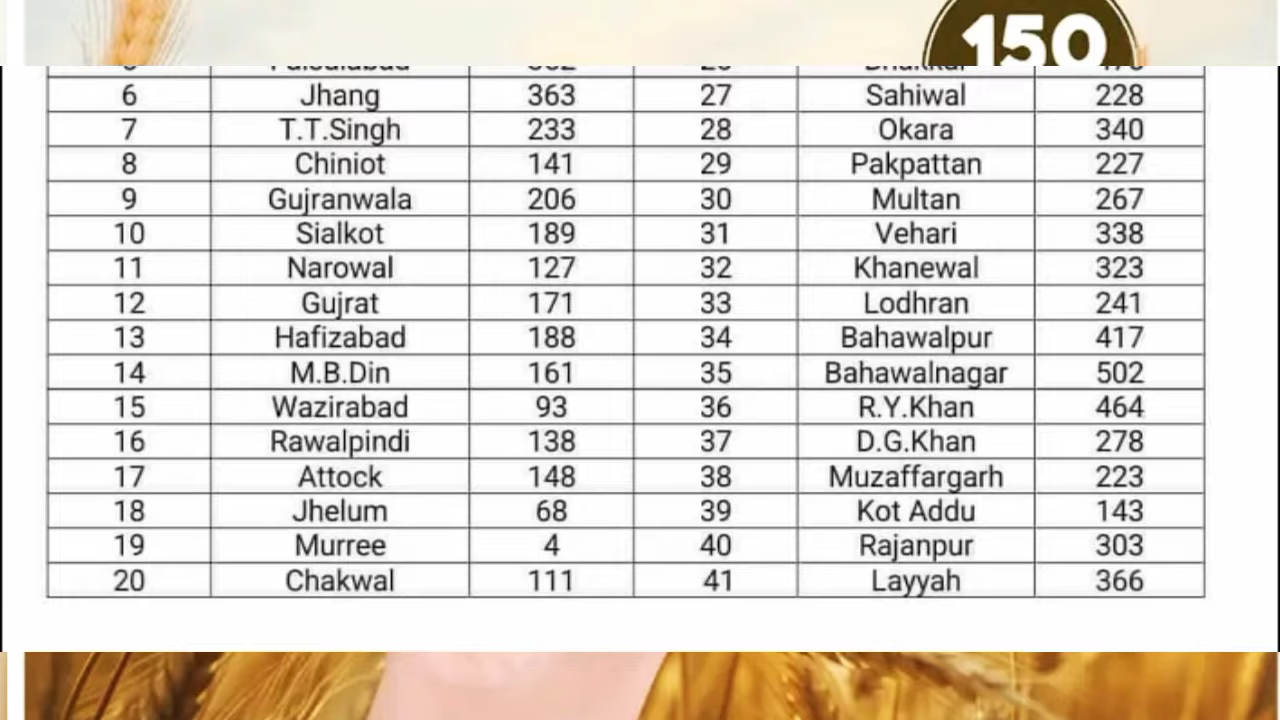 150
6 Jhang 363 27 Sahiwal 228
7 T.T.Singh 233 28 Okara 340
8 Chiniot 141 29 Pakpattan 227
9 Gujranwala 206 30 Multan 267
10 Sialkot 189 31 Vehari 338
11 Narowal 127 32 Khanewal 323
12 Gujrat 171 33 Lodhran 241
13 Hafizabad 188 34 Bahawalpur 417
14 M.B.Din 161 35 Bahawalnagar 502
15 Wazirabad 93 36 R.Y.Khan 464
16 Rawalpindi 138 37 D.G.Khan 278
17 Attock 148 38 Muzaffargarh 223
18 Jhelum 68 39 Kot Addu 143
19 Murree 4 40 Rajanpur 303
20 Chakwal 111 41 Layyah 366